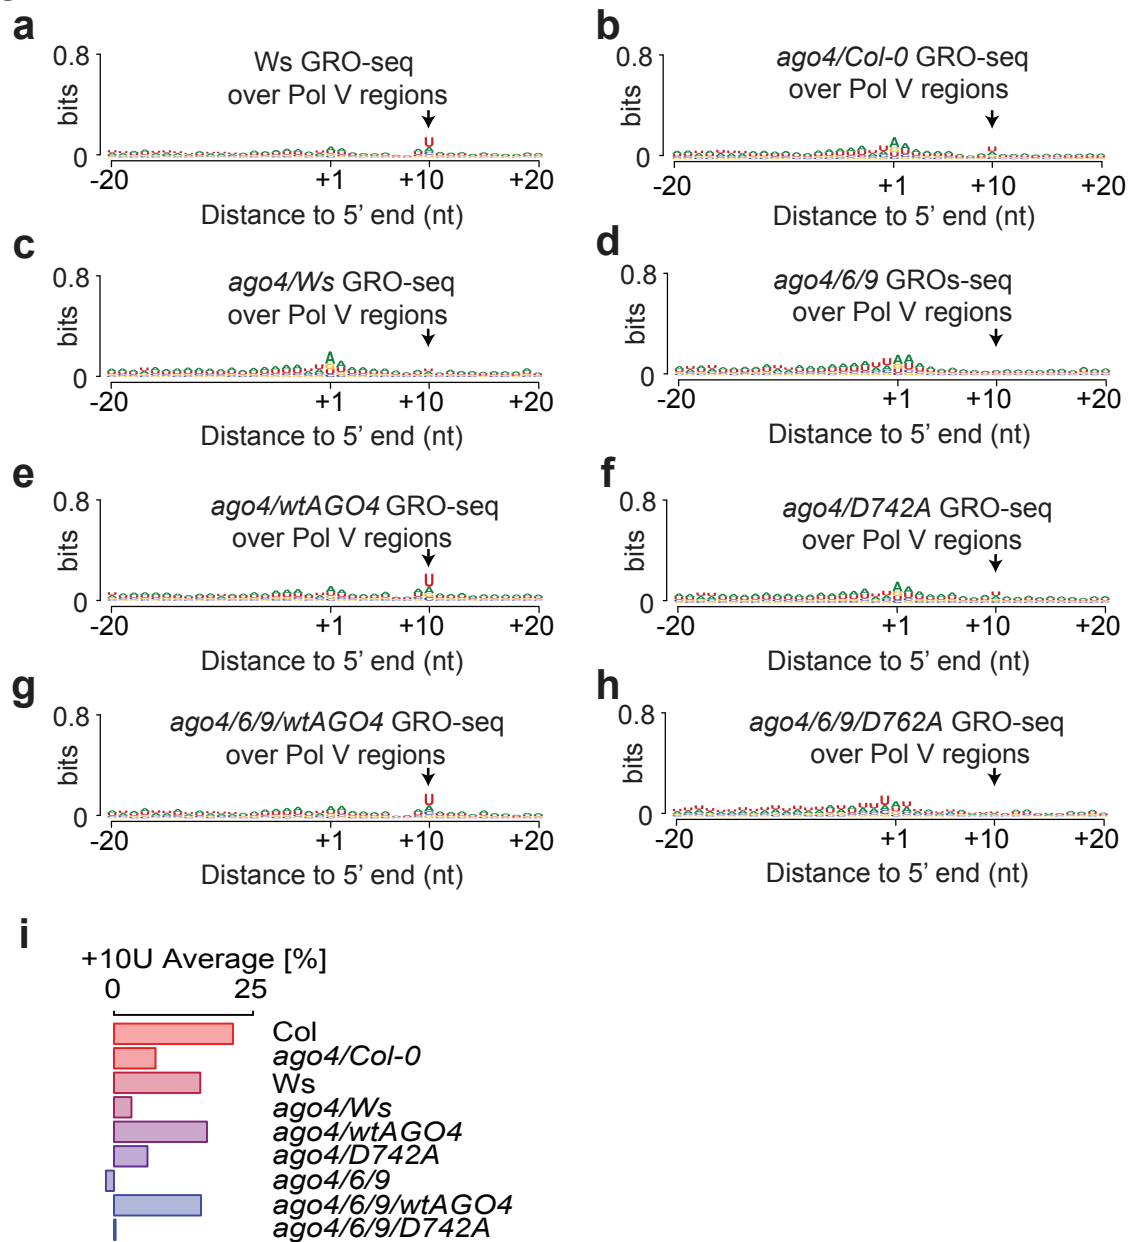 a
0.8
bits
0
Ws GRO-seq
over Pol V regions
-20 +1 +10 +20
Distance to 5' end (nt)
b
0.8
bits
0
ago4/Col-0 GRO-seq
over Pol V regions
-20 +1 +10 +20
Distance to 5' end (nt)
c
0.8
bits
0
ago4/Ws GRO-seq
over Pol V regions
-20 +1 +10 +20
Distance to 5' end (nt)
d
0.8
bits
0
ago4/6/9 GROs-seq
over Pol V regions
-20 +1 +10 +20
Distance to 5' end (nt)
e
0.8
bits
0
ago4/wtAGO4 GRO-seq
over Pol V regions
-20 +1 +10 +20
Distance to 5' end (nt)
f
0.8
bits
0
ago4/D742A GRO-seq
over Pol V regions
-20 +1 +10 +20
Distance to 5' end (nt)
g
0.8
bits
0
ago4/6/9/wtAGO4 GRO-seq
over Pol V regions
-20 +1 +10 +20
Distance to 5' end (nt)
h
0.8
bits
0
ago4/6/9/D762A GRO-seq
over Pol V regions
-20 +1 +10 +20
Distance to 5' end (nt)
i
+10U Average [%]
0 25
Col
ago4/Col-0
Ws
ago4/Ws
ago4/wtAGO4
ago4/D742A
ago4/6/9
ago4/6/9/wtAGO4
ago4/6/9/D742A